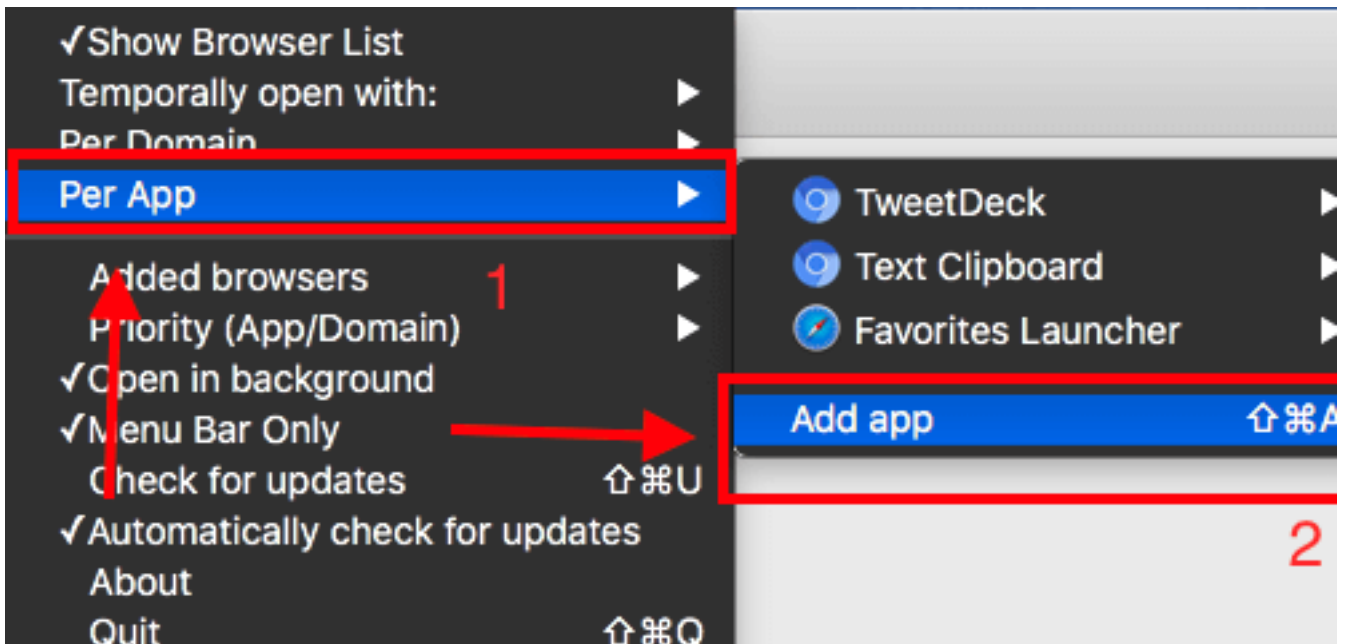 ✓Show Browser List
Temporally open with: ▶
Per Domain ▶
Per App ▶
Added browsers ▶
1
Priority (App/Domain) ▶
✓Open in background
✓Menu Bar Only
Check for updates ⇧⌘U
✓Automatically check for updates
About
Quit ⇧⌘Q
TweetDeck ▶
Text Clipboard ▶
Favorites Launcher ▶
Add app ⇧⌘A
2